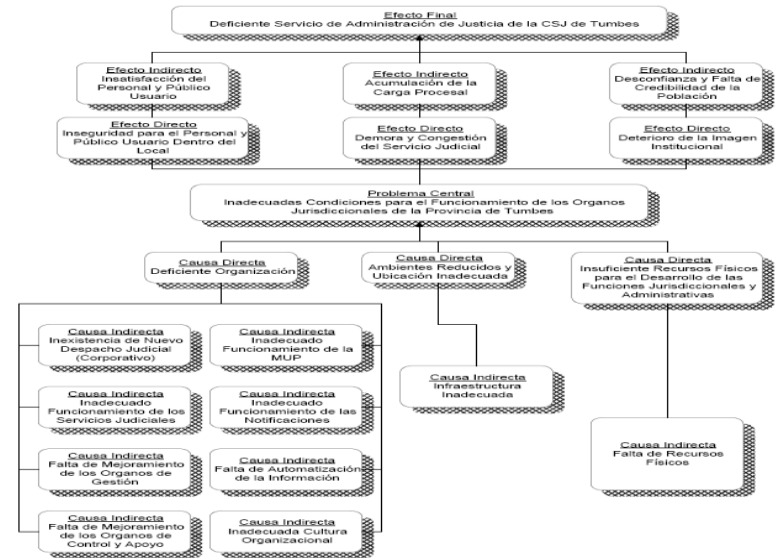 Efecto Final
Deficiente Servicio de Administración de Justicia de la CSJ de Tumbes
Efecto Indirecto
Insatisfacción del
Personal y Público
Usuario
Efecto Indirecto
Acumulación de la
Carga Procesal
Efecto Indirecto
Desconfianza y Falta de
Credibilidad de la
Población
Efecto Directo
Inseguridad para el Personal y
Público Usuario Dentro del
Local
Efecto Directo
Demora y Congestión
del Servicio Judicial
Efecto Directo
Deterioro de la Imagen
Institucional
Problema Central
Inadecuadas Condiciones para el Funcionamiento de los Organos
Jurisdiccionales de la Provincia de Tumbes
Causa Directa
Deficiente Organización
Causa Directa
Ambientes Reducidos y
Ubicación Inadecuada
Causa Directa
Insuficiente Recursos Físicos
para el Desarrollo de las
Funciones Jurisdiccionales y
Administrativas
Causa Indirecta
Inexistencia de Nuevo
Despacho Judicial
(Corporativo)
Causa Indirecta
Inadecuado
Funcionamiento de la
MUP
Causa Indirecta
Inadecuado
Funcionamiento de los
Servicios Judiciales
Causa Indirecta
Inadecuado
Funcionamiento de las
Notificaciones
Causa Indirecta
Falta de Mejoramiento
de los Organos de
Gestión
Causa Indirecta
Falta de Automatización
de la Información
Causa Indirecta
Falta de Mejoramiento
de los Organos de
Control y Apoyo
Causa Indirecta
Inadecuada Cultura
Organizacional
Causa Indirecta
Infraestructura
Inadecuada
Causa Indirecta
Falta de Recursos
Físicos